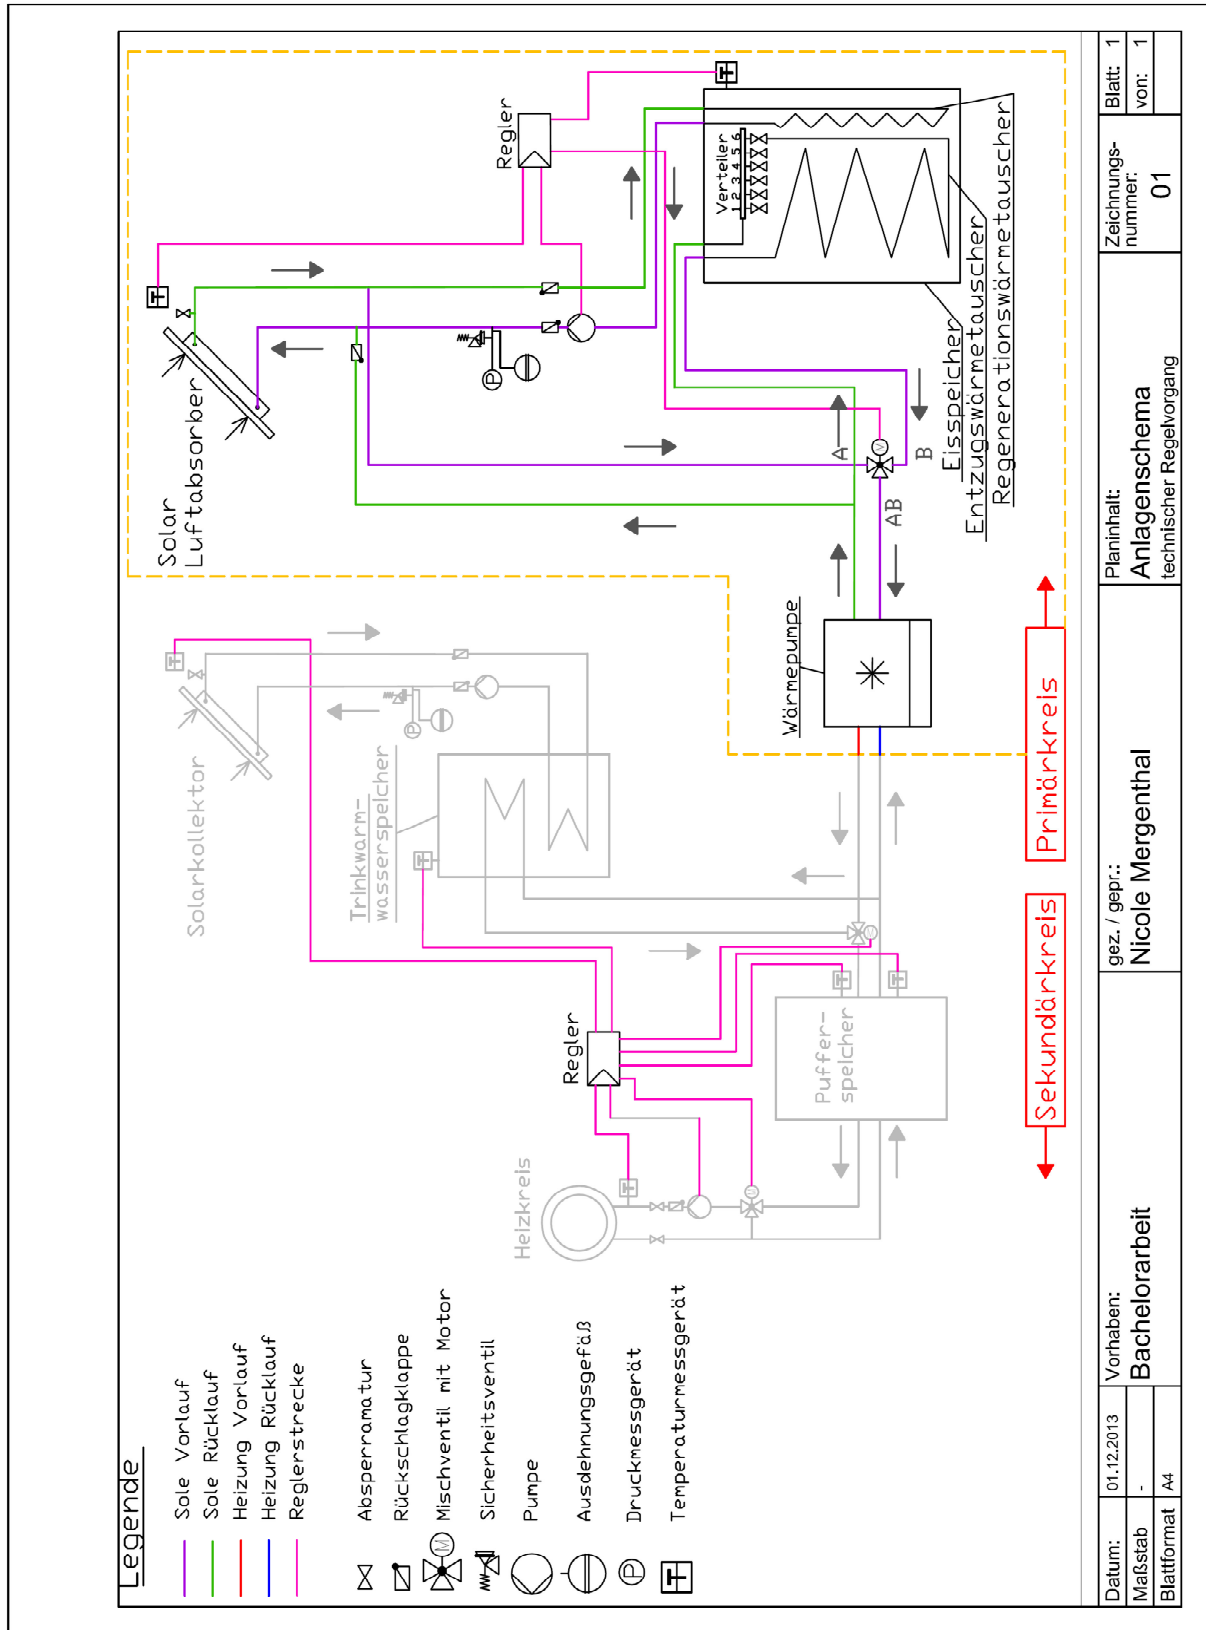 Legende
Sole Vorlauf
Sole Rücklauf
Heizung Vorlauf
Heizung Rücklauf
Reglerstrecke
Absperramatur
Rückschlagklappe
M
Mischventil mit Motor
Sicherheitsventil
Pumpe
Ausdehnungsgefäß
P
Druckmessgerät
T
Temperaturmessgerät
Solarkollektor
T
P
Trinkwarm-
wasserspeicher
T
Regler
Heizkreis
T
Puffer-
speicher
T
T
Wärmepumpe
Solar
Luftabsorber
T
P
Regler
T
Verteiler
1 2 3 4 5 6
A
B
AB
V
Eisspeicher
Entzugswärmetauscher
Regenerationswärmetauscher
Sekundärkreis
Primärkreis
Datum:
01.12.2013
Maßstab
-
Blattformat
A4
Vorhaben:
Bachelorarbeit
gez. / gepr.:
Nicole Mergenthal
Planinhalt:
Anlagenschema
technischer Regelvorgang
Zeichnungs-
nummer:
01
Blatt: 1
von: 1